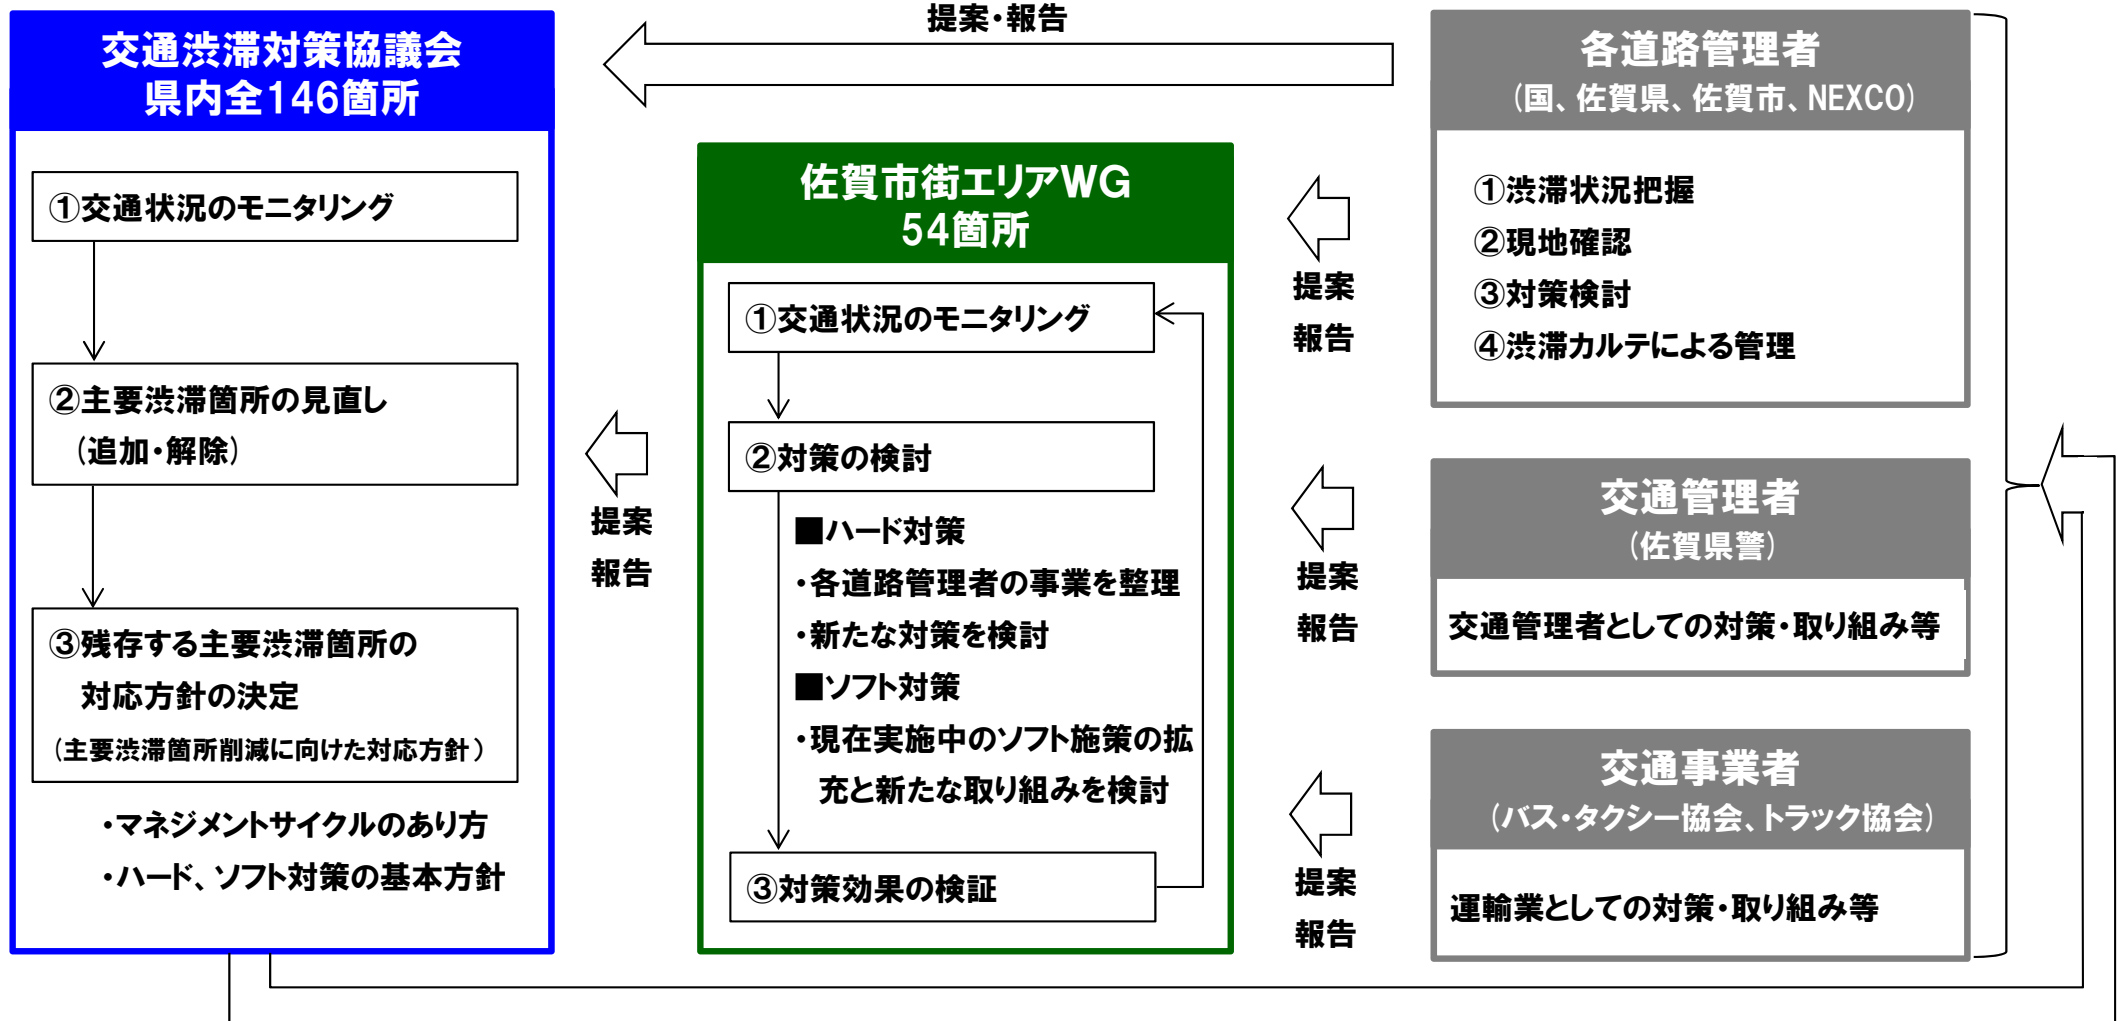 提案・報告
交通渋滞対策協議会
県内全146箇所
①交通状況のモニタリング
②主要渋滞箇所の見直し
(追加・解除)
③残存する主要渋滞箇所の
対応方針の決定
(主要渋滞箇所削減に向けた対応方針)
・マネジメントサイクルのあり方
・ハード、ソフト対策の基本方針
提案
報告
佐賀市街エリアWG
54箇所
①交通状況のモニタリング
②対策の検討
■ハード対策
・各道路管理者の事業を整理
・新たな対策を検討
■ソフト対策
・現在実施中のソフト施策の拡
充と新たな取り組みを検討
③対策効果の検証
提案
報告
提案
報告
提案
報告
各道路管理者
(国、佐賀県、佐賀市、NEXCO)
①渋滞状況把握
②現地確認
③対策検討
④渋滞カルテによる管理
交通管理者
(佐賀県警)
交通管理者としての対策・取り組み等
交通事業者
(バス・タクシー協会、トラック協会)
運輸業としての対策・取り組み等